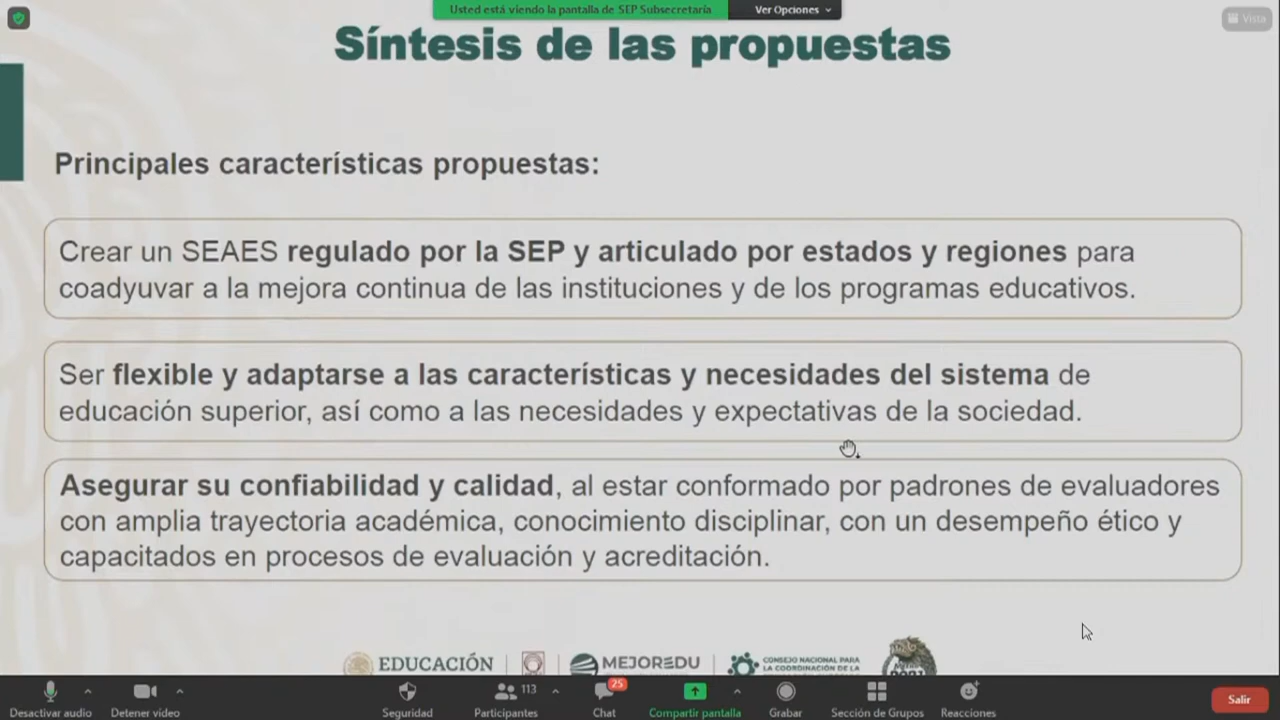 Usted está viendo la pantalla de SEP Subsecretaría
Ver Opciones
Vista
Síntesis de las propuestas
Principales características propuestas:
Crear un SEAES regulado por la SEP y articulado por estados y regiones para
coadyuvar a la mejora continua de las instituciones y de los programas educativos.
Ser flexible y adaptarse a las características y necesidades del sistema de
educación superior, así como a las necesidades y expectativas de la sociedad.
Asegurar su confiabilidad y calidad, al estar conformado por padrones de evaluadores
con amplia trayectoria académica, conocimiento disciplinar, con un desempeño ético y
capacitados en procesos de evaluación y acreditación.
EDUCACIÓN
MEJOREDU
CONSEJO NACIONAL PARA
LA COORDINACIÓN DE LA
113
25
Desactivar audio
Detener vídeo
Seguridad
Participantes
Chat
Compartir pantalla
Grabar
Sección de Grupos
Reacciones
Salir